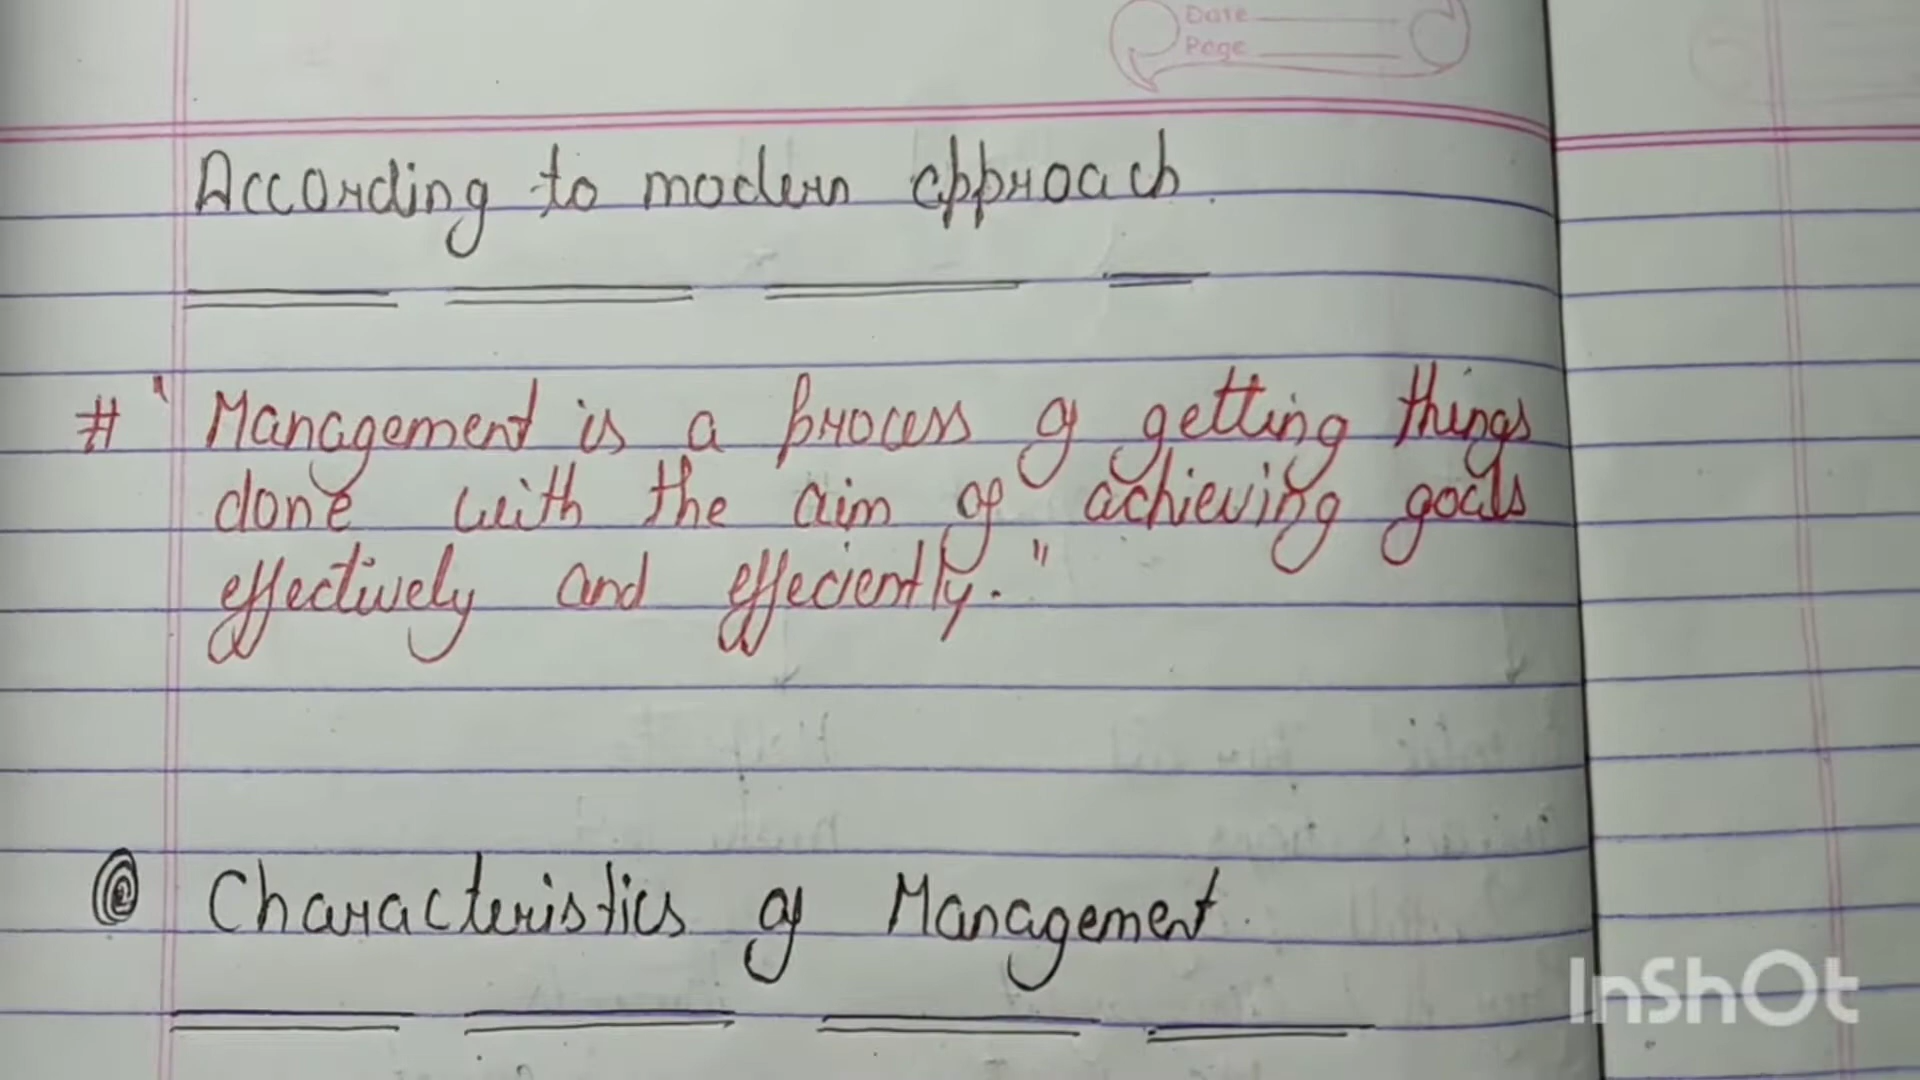 Date
Page
According to modern approach.
# " Management is a process of getting things
done with the aim of achieving goals
effectively and effeciently."
@ Characteristics of Management.
InShOt